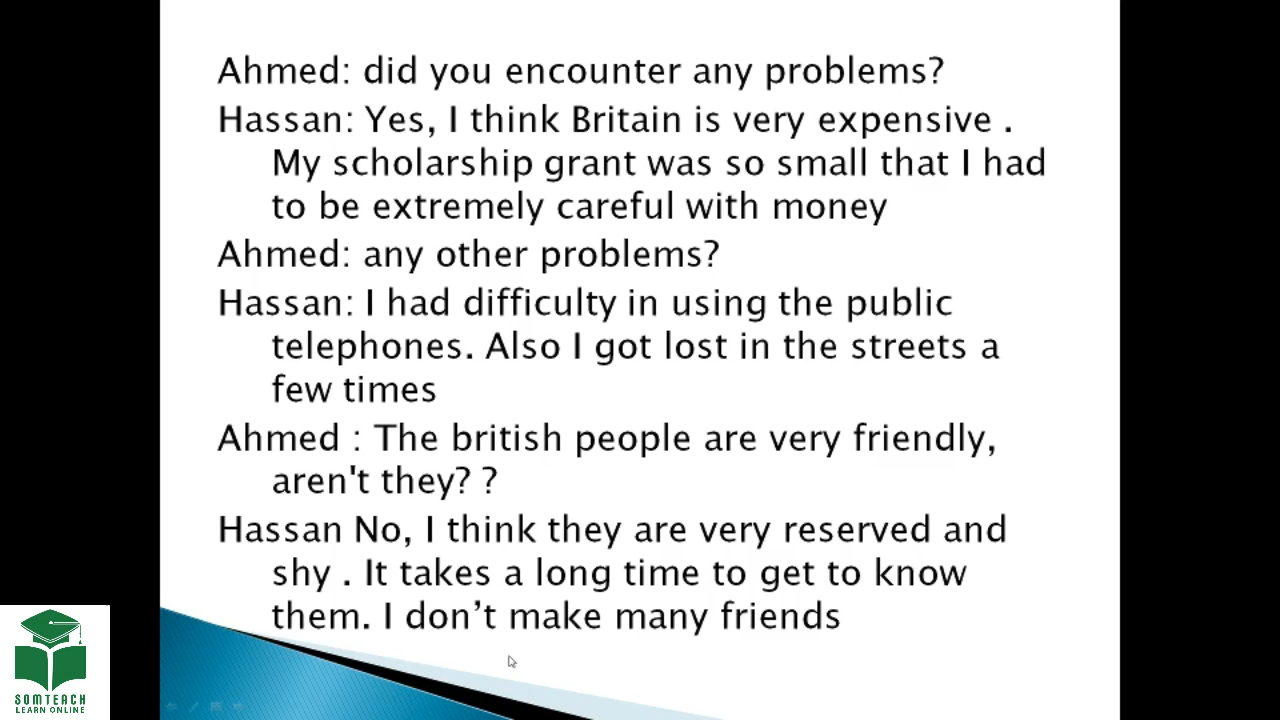 Ahmed: did you encounter any problems?
Hassan: Yes, I think Britain is very expensive .
My scholarship grant was so small that I had
to be extremely careful with money
Ahmed: any other problems?
Hassan: I had difficulty in using the public
telephones. Also I got lost in the streets a
few times
Ahmed : The british people are very friendly,
aren't they? ?
Hassan No, I think they are very reserved and
shy . It takes a long time to get to know
them. I don’t make many friends
SOMTEACH
LEARN ONLINE